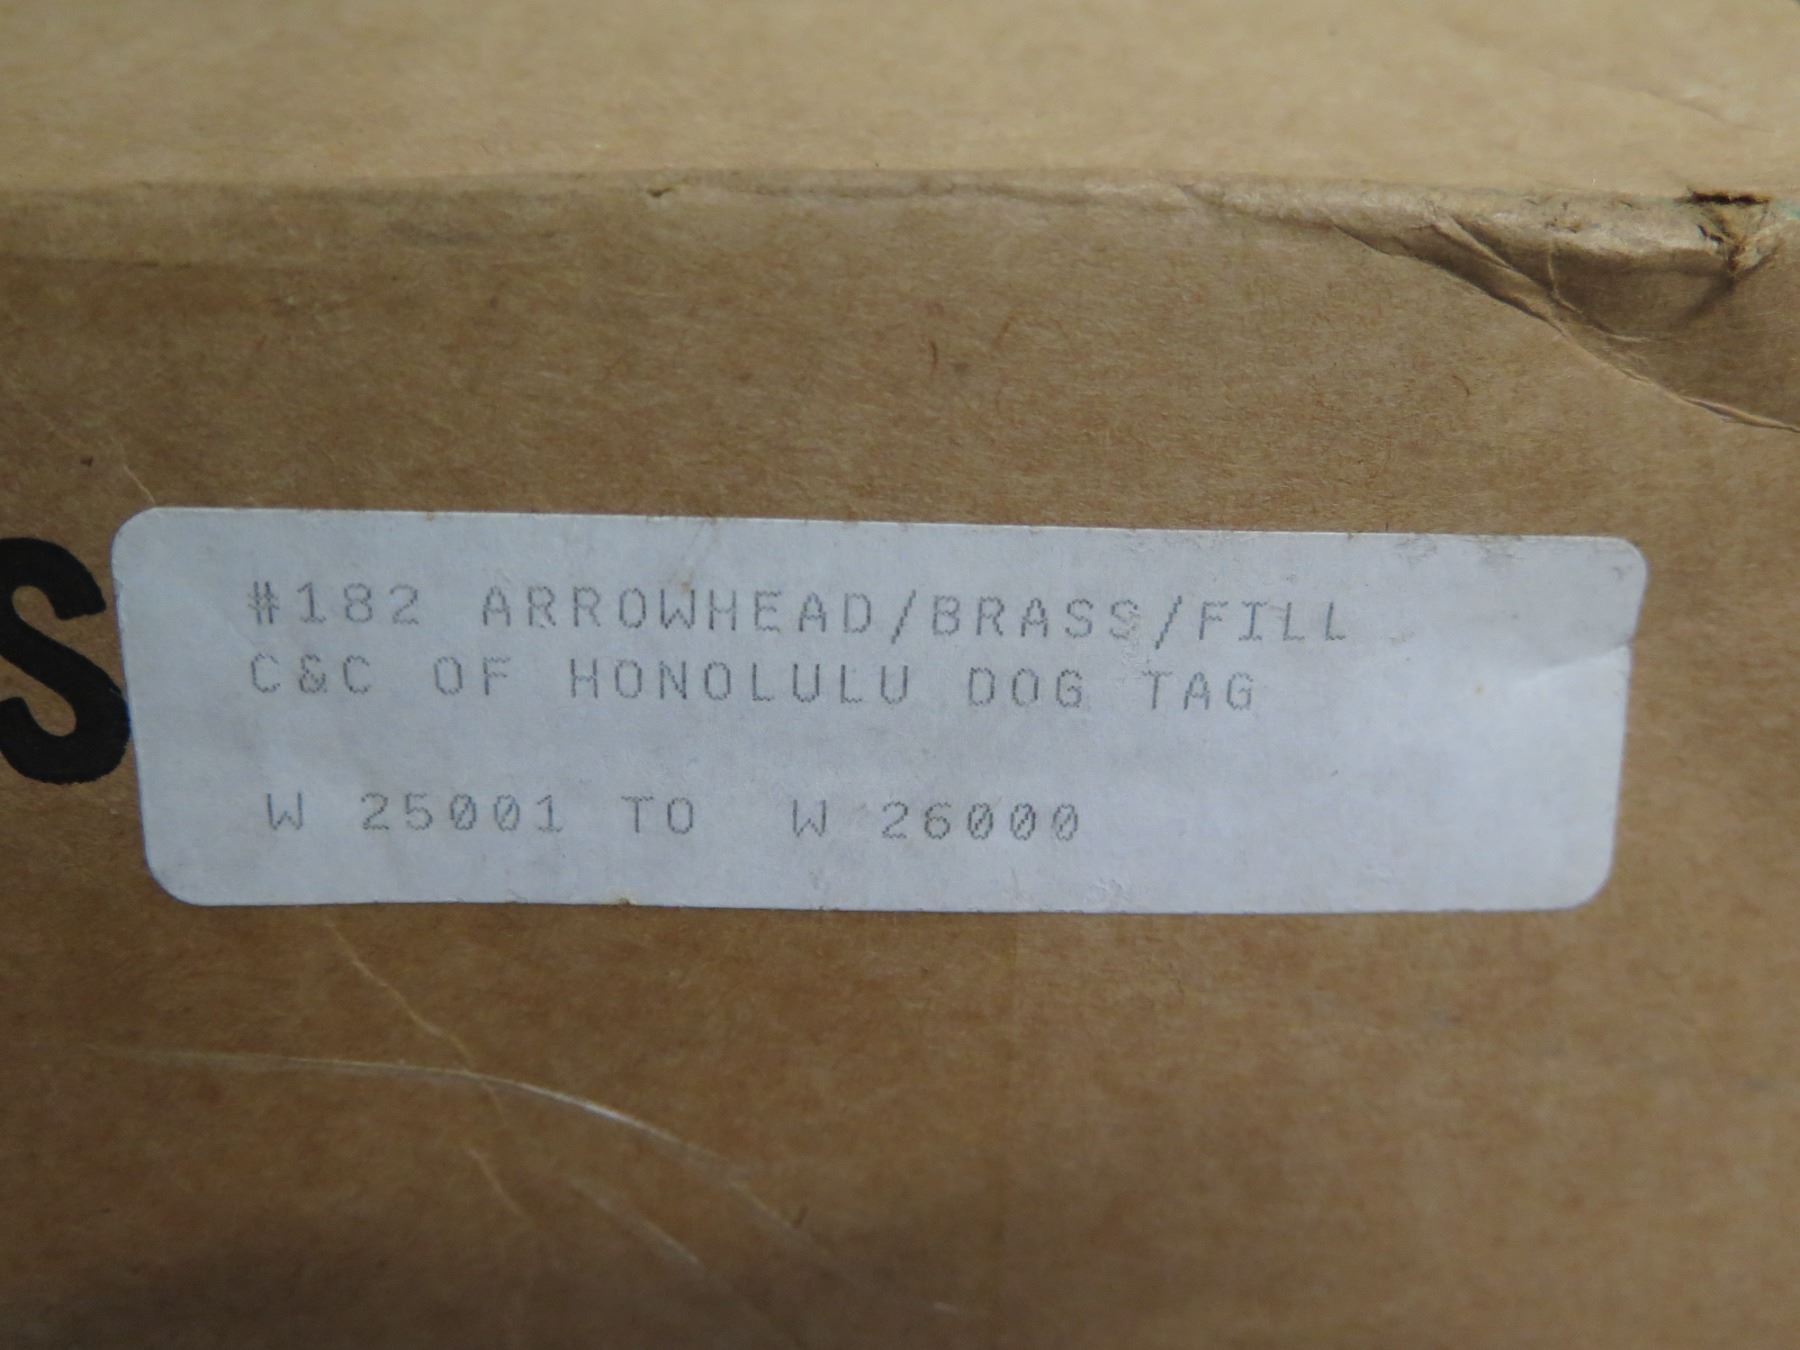 #182 ARROWHEAD/BRASS/FILL
C&C OF HONOLULU DOG TAG
W 25001 TO W 26000
S